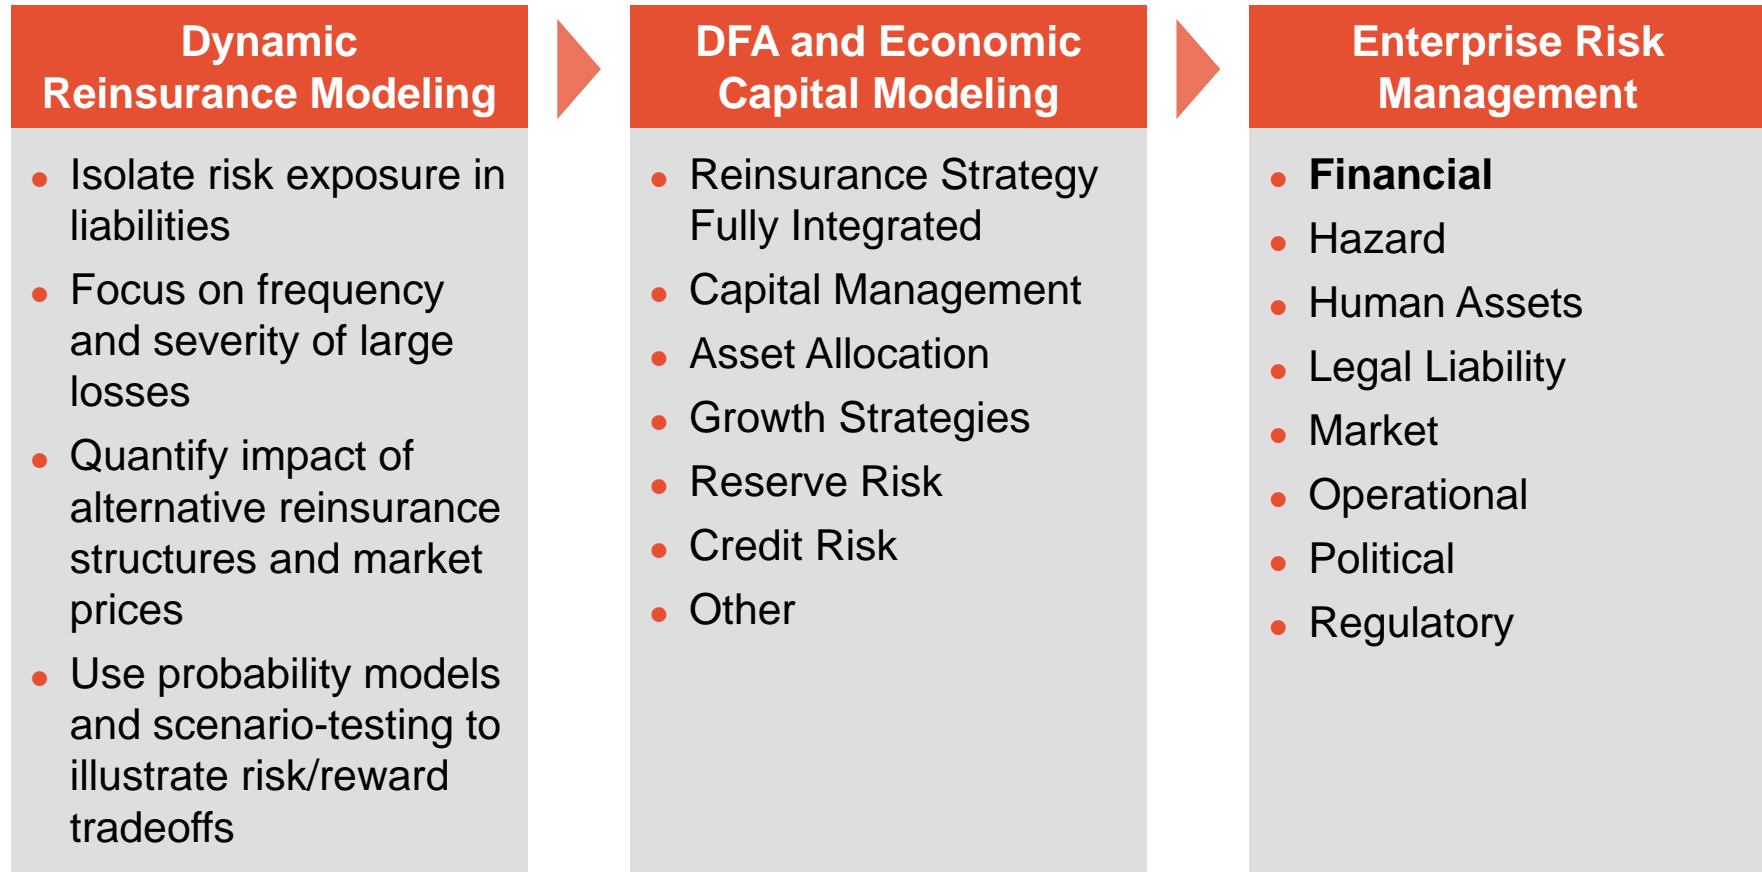 Dynamic
Reinsurance Modeling
• Isolate risk exposure in
liabilities
• Focus on frequency
and severity of large
losses
• Quantify impact of
alternative reinsurance
structures and market
prices
• Use probability models
and scenario-testing to
illustrate risk/reward
tradeoffs
DFA and Economic
Capital Modeling
• Reinsurance Strategy
Fully Integrated
• Capital Management
• Asset Allocation
• Growth Strategies
• Reserve Risk
• Credit Risk
• Other
Enterprise Risk
Management
• Financial
• Hazard
• Human Assets
• Legal Liability
• Market
• Operational
• Political
• Regulatory